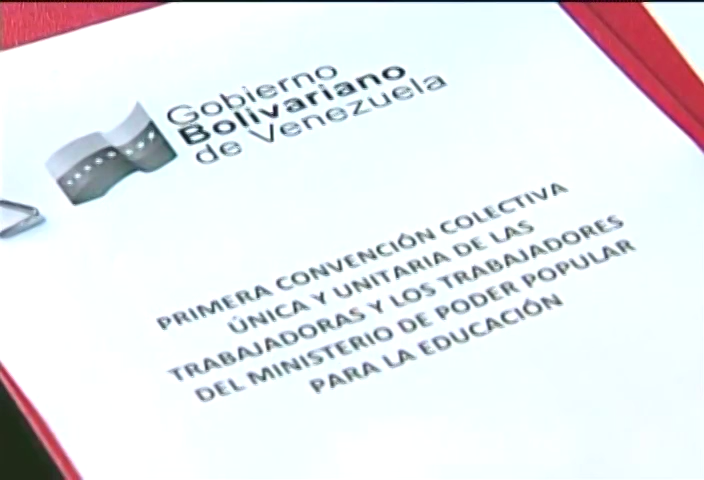 Gobierno
Bolivariano
de Venezuela
PRIMERA CONVENCIÓN COLECTIVA
ÚNICA Y UNITARIA DE LAS
TRABAJADORAS Y LOS TRABAJADORES
DEL MINISTERIO DE PODER POPULAR
PARA LA EDUCACIÓN